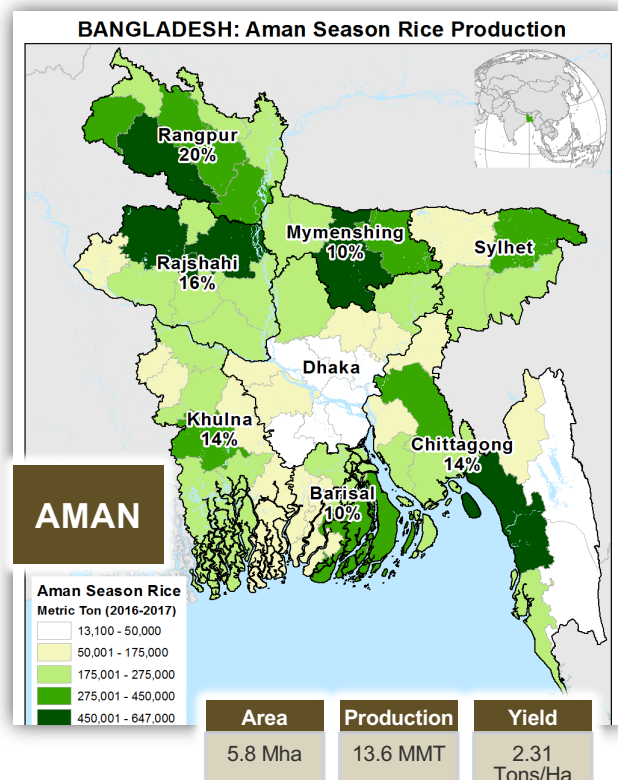 BANGLADESH: Aman Season Rice Production
Rangpur
20%
Mymenshing
10%
Sylhet
Rajshahi
16%
Dhaka
Khulna
14%
Chittagong
14%
Barisal
10%
AMAN
Aman Season Rice
Metric Ton (2016-2017)
13,100 - 50,000
50,001 - 175,000
175,001 - 275,000
275,001 - 450,000
450,001 - 647,000
Area
Production
Yield
5.8 Mha
13.6 MMT
2.31
Tons/Ha